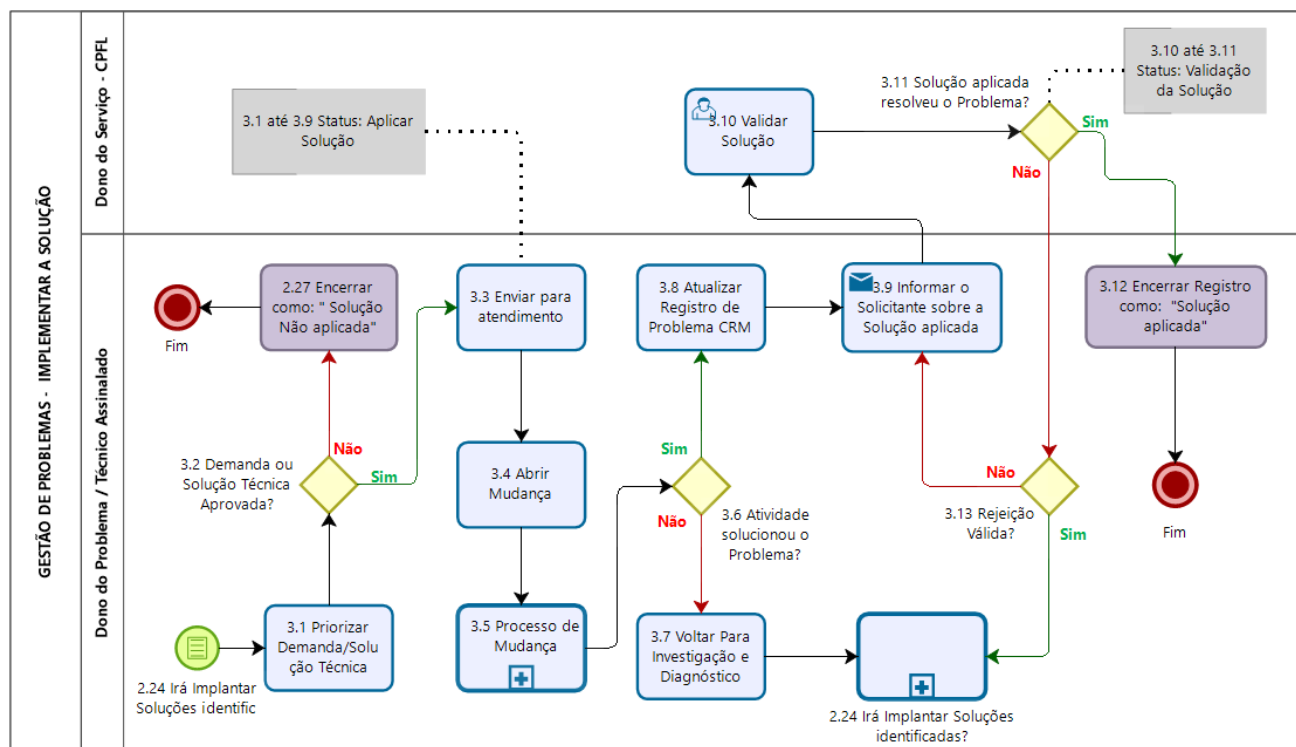 GESTÃO DE PROBLEMAS - IMPLEMENTAR A SOLUÇÃO
Dono do Serviço - CPFL
3.1 até 3.9 Status: Aplicar
Solução
3.10 Validar
Solução
3.11 Solução aplicada
resolveu o Problema?
3.10 até 3.11
Status: Validação
da Solução
Sim
Não
Dono do Problema / Técnico Assinalado
Fim
2.27 Encerrar
como: " Solução
Não aplicada"
3.3 Enviar para
atendimento
3.8 Atualizar
Registro de
Problema CRM
3.9 Informar o
Solicitante sobre a
Solução aplicada
3.12 Encerrar Registro
como: "Solução
aplicada"
Não
3.2 Demanda ou
Solução Técnica
Aprovada?
Sim
3.4 Abrir
Mudança
Sim
Não
3.6 Atividade
solucionou o
Problema?
Não
3.13 Rejeição
Válida?
Sim
Fim
2.24 Irá Implantar
Soluções identific
3.1 Priorizar
Demanda/Solu
ção Técnica
3.5 Processo de
Mudança
3.7 Voltar Para
Investigação e
Diagnóstico
2.24 Irá Implantar Soluções
identificadas?